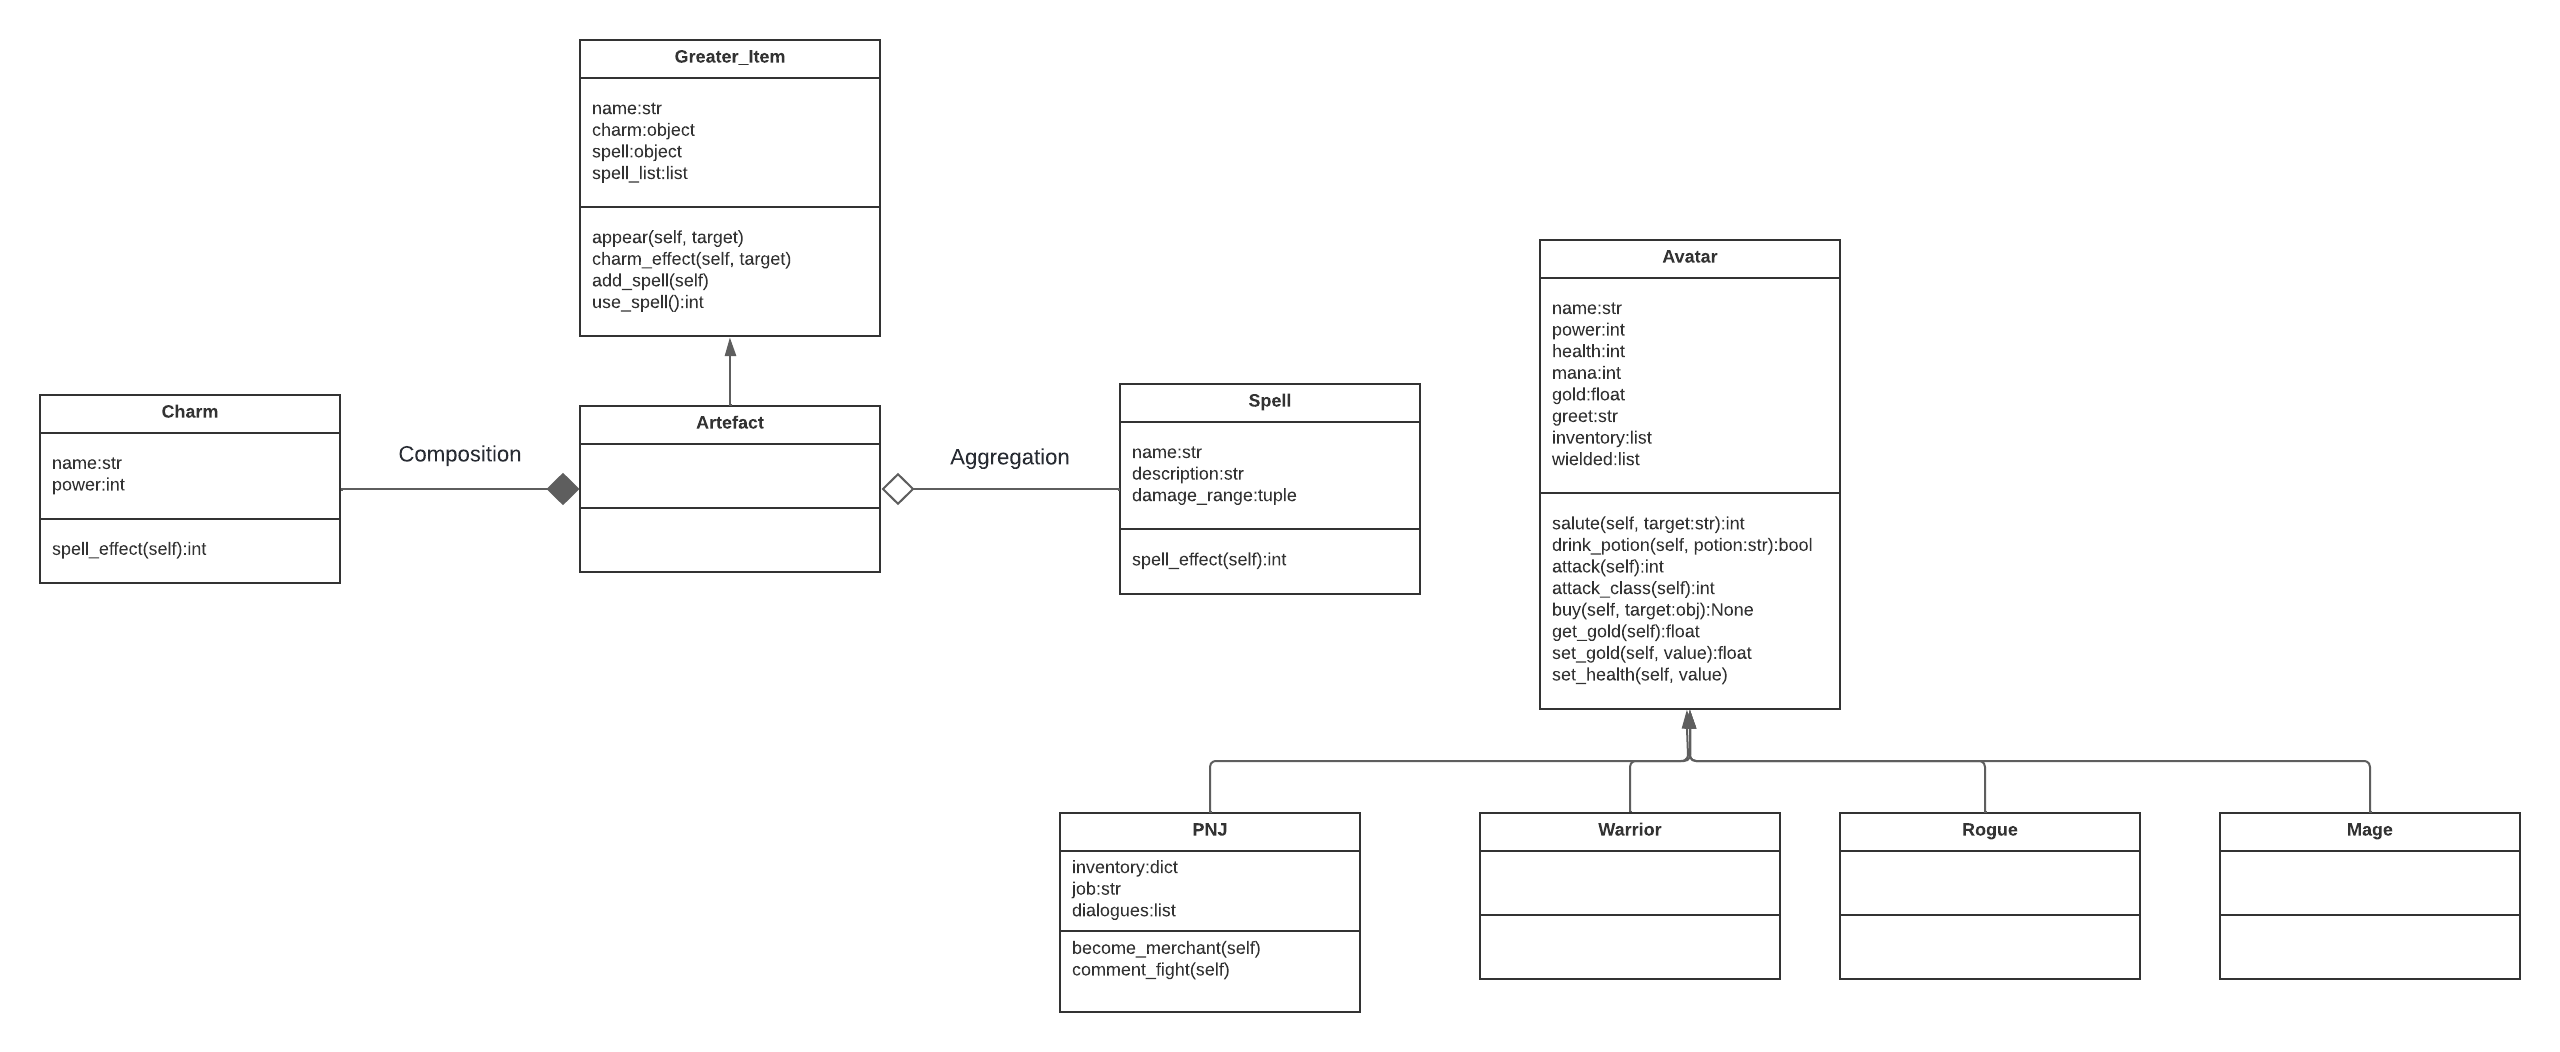 Greater_Item
name:str
charm:object
spell:object
spell_list:list
appear(self, target)
charm_effect(self, target)
add_spell(self)
use_spell():int
Charm
name:str
power:int
spell_effect(self):int
Composition
Artefact
Aggregation
Spell
name:str
description:str
damage_range:tuple
spell_effect(self):int
Avatar
name:str
power:int
health:int
mana:int
gold:float
greet:str
inventory:list
wielded:list
salute(self, target:str):int
drink_potion(self, potion:str):bool
attack(self):int
attack_class(self):int
buy(self, target:obj):None
get_gold(self):float
set_gold(self, value):float
set_health(self, value)
PNJ
inventory:dict
job:str
dialogues:list
become_merchant(self)
comment_fight(self)
Warrior
Rogue
Mage